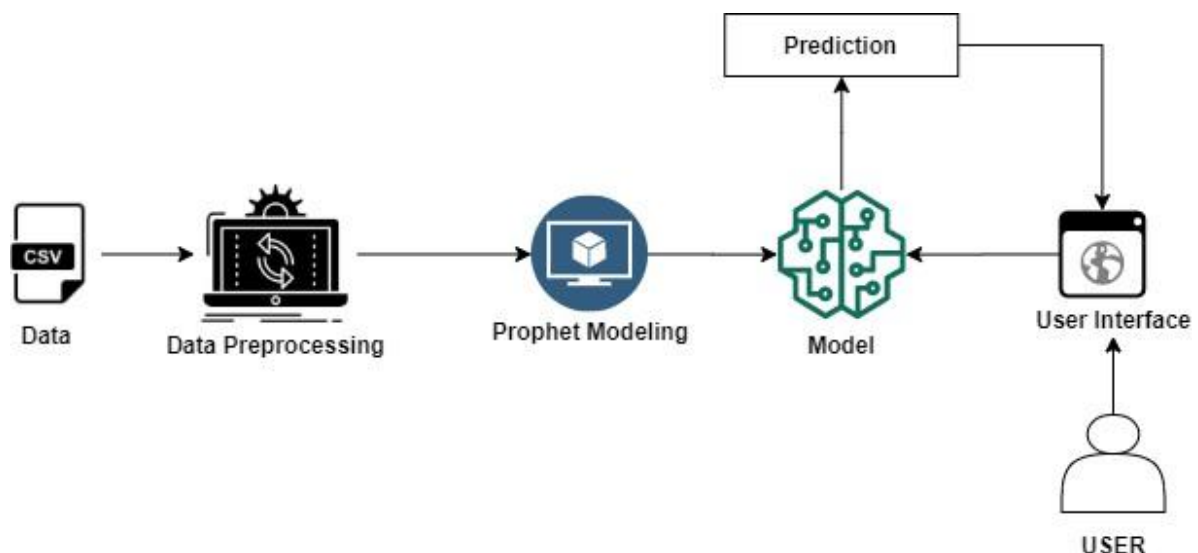 Prediction
CSV
Data
Data Preprocessing
Prophet Modeling
Model
User Interface
USER